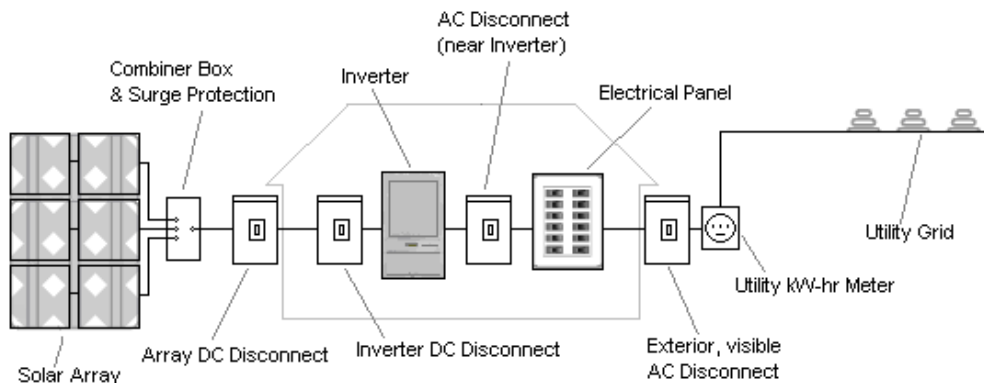 AC Disconnect
(near Inverter)
Combiner Box
& Surge Protection
Inverter
Electrical Panel
Utility Grid
Utility kW-hr Meter
Array DC Disconnect
Inverter DC Disconnect
Exterior, visible
AC Disconnect
Solar Array